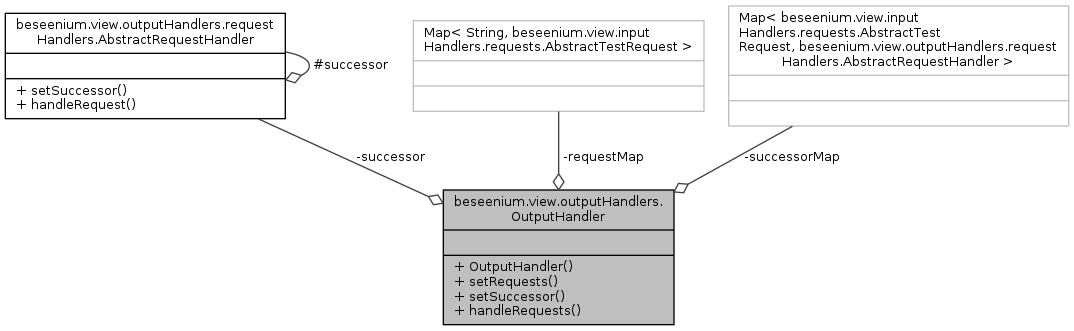 beseenium.view.outputHandlers.request
Handlers.AbstractRequestHandler
+ setSuccessor()
+ handleRequest()
#successor
Map< String, beseenium.view.input
Handlers.requests.AbstractTestRequest >
Map< beseenium.view.input
Handlers.requests.AbstractTest
Request, beseenium.view.outputHandlers.request
Handlers.AbstractRequestHandler >
-successor
-requestMap
-successorMap
beseenium.view.outputHandlers.
OutputHandler
+ OutputHandler()
+ setRequests()
+ setSuccessor()
+ handleRequests()